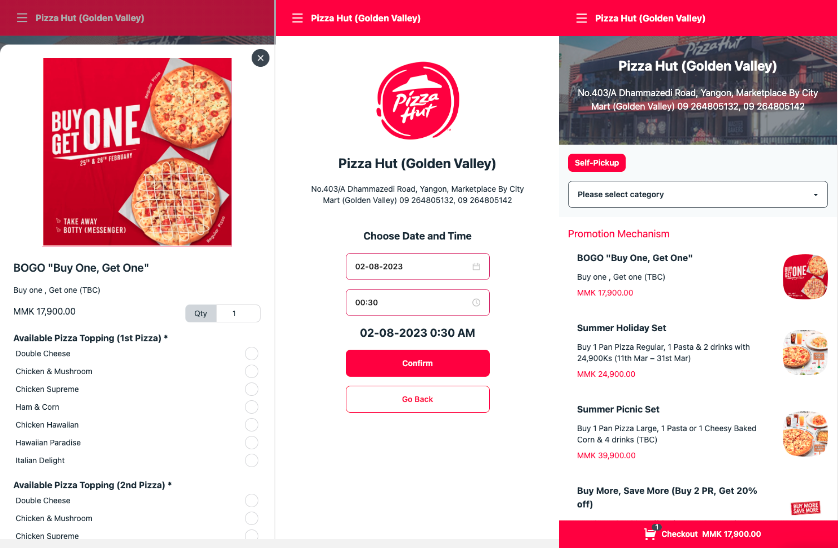 Pizza Hut (Golden Valley)
Regular Pizza
BUY ONE
GET
25TH & 26TH FEBRUARY
TAKE AWAY
BOTTY (MESSENGER)
Regular Pizza
BOGO "Buy One, Get One"
Buy one , Get one (TBC)
MMK 17,900.00
Qty 1
Available Pizza Topping (1st Pizza) *
Double Cheese
Chicken & Mushroom
Chicken Supreme
Ham & Corn
Chicken Hawaiian
Hawaiian Paradise
Italian Delight
Available Pizza Topping (2nd Pizza) *
Double Cheese
Chicken & Mushroom
Chicken Supreme
Pizza Hut (Golden Valley)
Pizza
Hut
Pizza Hut (Golden Valley)
No.403/A Dhammazedi Road, Yangon, Marketplace By City
Mart (Golden Valley) 09 264805132, 09 264805142
Choose Date and Time
02-08-2023
00:30
02-08-2023 0:30 AM
Confirm
Go Back
Pizza Hut (Golden Valley)
Pizza Hut
Pizza Hut (Golden Valley)
No.403/A Dhammazedi Road, Yangon, Marketplace By City
Mart (Golden Valley) 09 264805132, 09 264805142
Self-Pickup
Please select category
Promotion Mechanism
BOGO "Buy One, Get One"
Buy one , Get one (TBC)
MMK 17,900.00
BUY ONE
GET
Summer Holiday Set
Buy 1 Pan Pizza Regular, 1 Pasta & 2 drinks with
24,900Ks (11th Mar – 31st Mar)
MMK 24,900.00
Summer Picnic Set
Buy 1 Pan Pizza Large, 1 Pasta or 1 Cheesy Baked
Corn & 4 drinks (TBC)
MMK 39,900.00
Buy More, Save More (Buy 2 PR, Get 20%
off)
BUY MORE
SAVE MORE
1
Checkout MMK 17,900.00